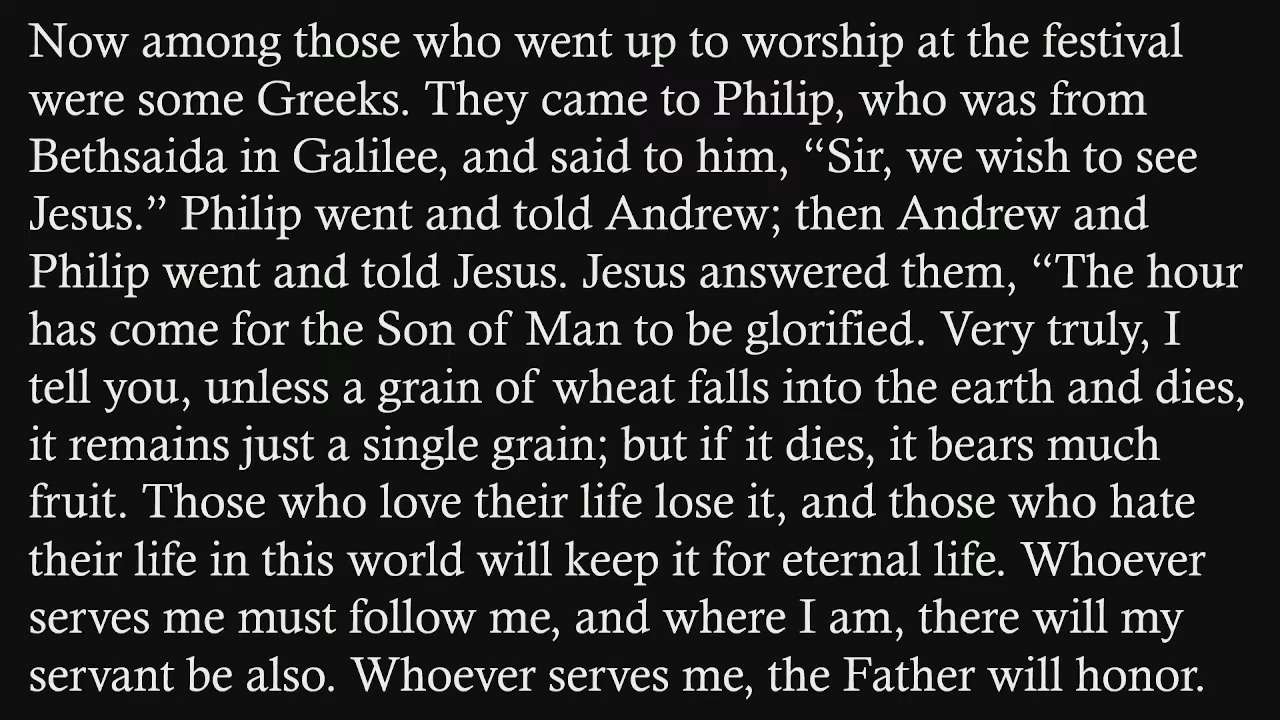 Now among those who went up to worship at the festival
were some Greeks. They came to Philip, who was from
Bethsaida in Galilee, and said to him, “Sir, we wish to see
Jesus.” Philip went and told Andrew; then Andrew and
Philip went and told Jesus. Jesus answered them, “The hour
has come for the Son of Man to be glorified. Very truly, I
tell you, unless a grain of wheat falls into the earth and dies,
it remains just a single grain; but if it dies, it bears much
fruit. Those who love their life lose it, and those who hate
their life in this world will keep it for eternal life. Whoever
serves me must follow me, and where I am, there will my
servant be also. Whoever serves me, the Father will honor.